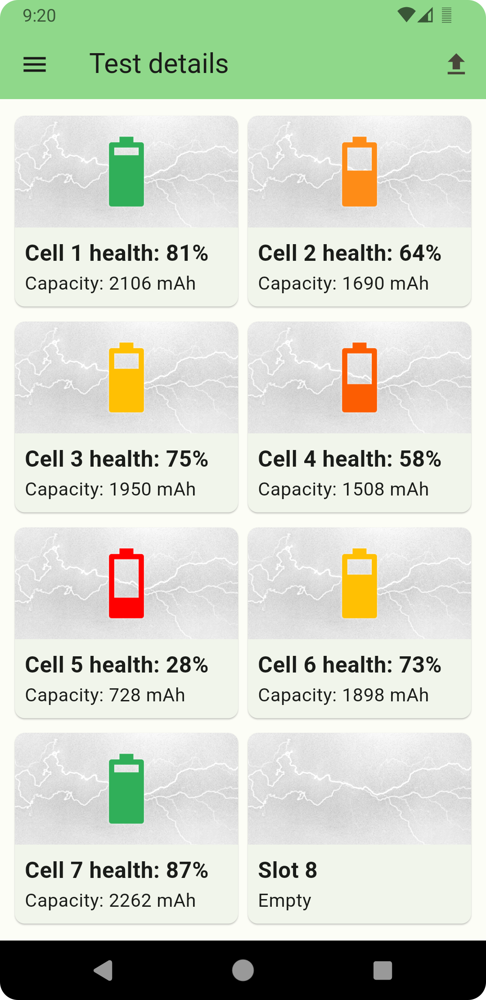 9:20
Test details
Cell 1 health: 81%
Capacity: 2106 mAh
Cell 2 health: 64%
Capacity: 1690 mAh
Cell 3 health: 75%
Capacity: 1950 mAh
Cell 4 health: 58%
Capacity: 1508 mAh
Cell 5 health: 28%
Capacity: 728 mAh
Cell 6 health: 73%
Capacity: 1898 mAh
Cell 7 health: 87%
Capacity: 2262 mAh
Slot 8
Empty